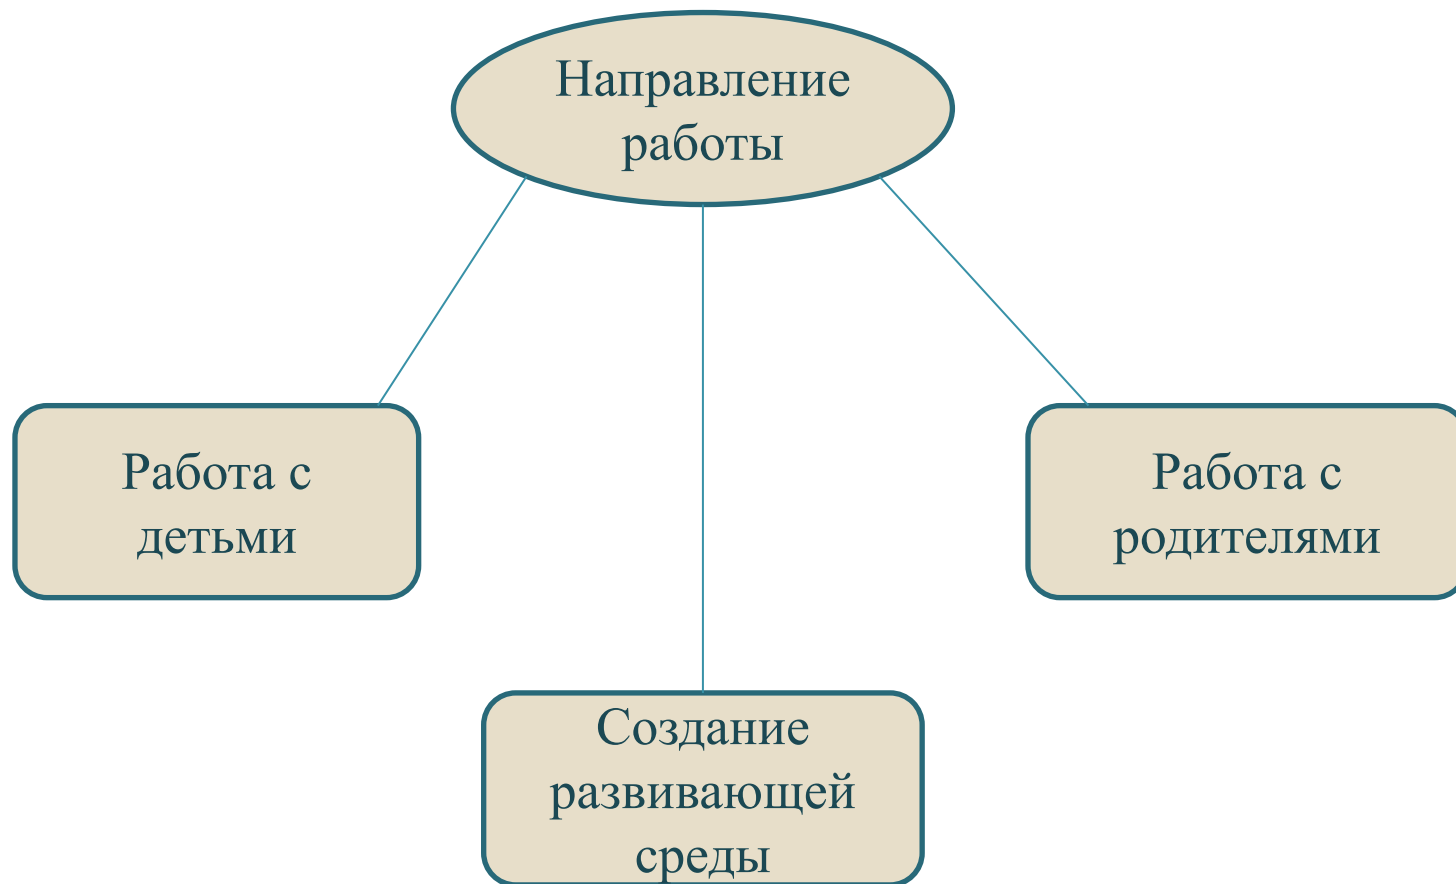 Направление
работы
Работа с
детьми
Работа с
родителями
Создание
развивающей
среды